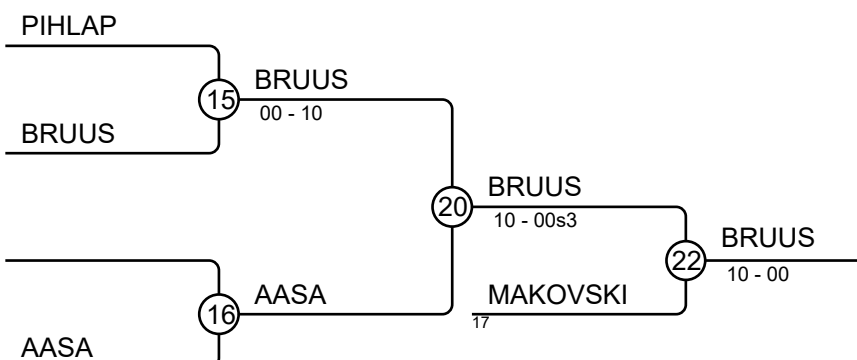 PIHLAP
15
BRUUS
00 - 10
BRUUS
20
BRUUS
10 - 00s3
22
BRUUS
10 - 00
16
AASA
MAKOVSKI
17
AASA